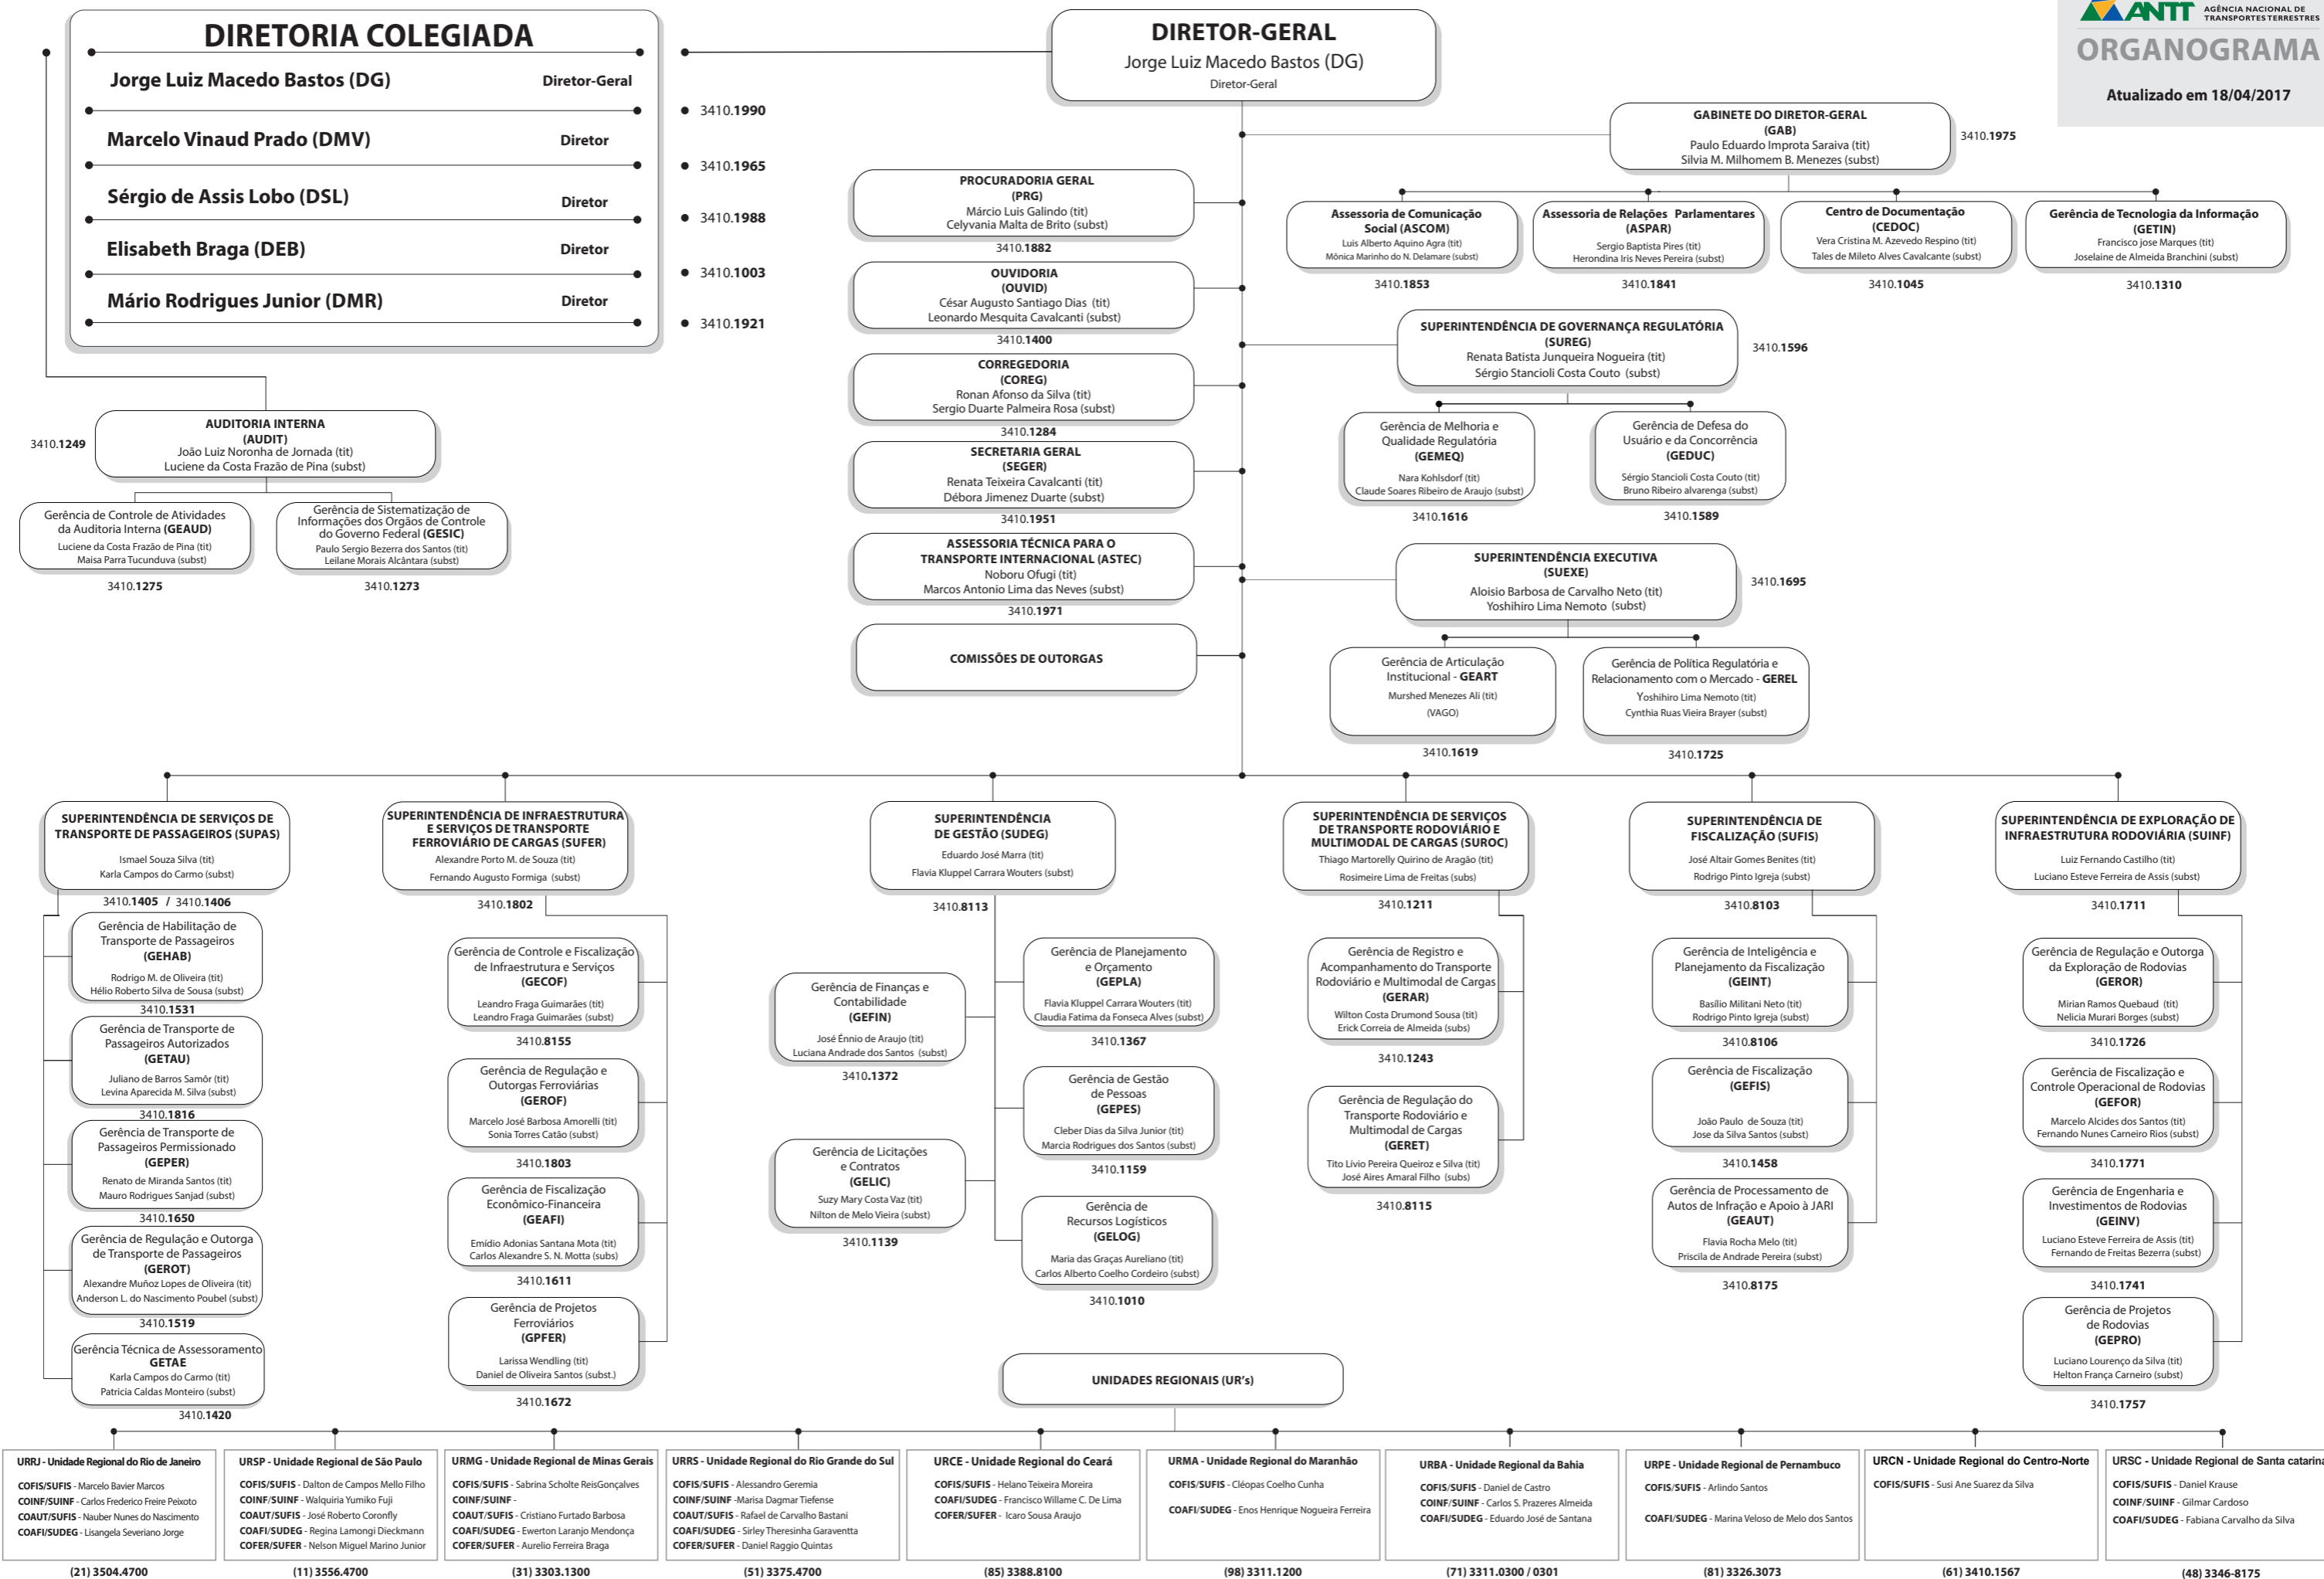 DIRETORIA COLEGIADA
Jorge Luiz Macedo Bastos (DG) Diretor-Geral
Marcelo Vinaud Prado (DMV) Diretor
Sérgio de Assis Lobo (DSL) Diretor
Elisabeth Braga (DEB) Diretor
Mário Rodrigues Junior (DMR) Diretor
3410.1990
3410.1965
3410.1988
3410.1003
3410.1921
DIRETOR-GERAL
Jorge Luiz Macedo Bastos (DG)
Diretor-Geral
ANTT AGÊNCIA NACIONAL DE
TRANSPORTES TERRESTRES
ORGANOGRAMA
Atualizado em 18/04/2017
GABINETE DO DIRETOR-GERAL
(GAB)
Paulo Eduardo Improta Saraiva (tit)
Silvia M. Milhomem B. Menezes (subst)
3410.1975
Assessoria de Comunicação
Social (ASCOM)
Luis Alberto Aquino Agra (tit)
Mônica Marinho do N. Delamare (subst)
3410.1853
Assessoria de Relações Parlamentares
(ASPAR)
Sergio Baptista Pires (tit)
Herondina Iris Neves Pereira (subst)
3410.1841
Centro de Documentação
(CEDOC)
Vera Cristina M. Azevedo Respino (tit)
Tales de Mileto Alves Cavalcante (subst)
3410.1045
Gerência de Tecnologia da Informação
(GETIN)
Francisco jose Marques (tit)
Joselaine de Almeida Branchini (subst)
3410.1310
PROCURADORIA GERAL
(PRG)
Márcio Luis Galindo (tit)
Celyvania Malta de Brito (subst)
3410.1882
OUVIDORIA
(OUVID)
César Augusto Santiago Dias (tit)
Leonardo Mesquita Cavalcanti (subst)
3410.1400
CORREGEDORIA
(COREG)
Ronan Afonso da Silva (tit)
Sergio Duarte Palmeira Rosa (subst)
3410.1284
SECRETARIA GERAL
(SEGER)
Renata Teixeira Cavalcanti (tit)
Débora Jimenez Duarte (subst)
3410.1951
ASSESSORIA TÉCNICA PARA O
TRANSPORTE INTERNACIONAL (ASTEC)
Noboru Ofugi (tit)
Marcos Antonio Lima das Neves (subst)
3410.1971
COMISSÕES DE OUTORGAS
SUPERINTENDÊNCIA DE GOVERNANÇA REGULATÓRIA
(SUREG)
Renata Batista Junqueira Nogueira (tit)
Sérgio Stancioli Costa Couto (subst)
3410.1596
Gerência de Melhoria e
Qualidade Regulatória
(GEMEQ)
Nara Kohlsdorf (tit)
Claude Soares Ribeiro de Araujo (subst)
3410.1616
Gerência de Defesa do
Usuário e da Concorrência
(GEDUC)
Sérgio Stancioli Costa Couto (tit)
Bruno Ribeiro alvarenga (subst)
3410.1589
SUPERINTENDÊNCIA EXECUTIVA
(SUEXE)
Aloisio Barbosa de Carvalho Neto (tit)
Yoshihiro Lima Nemoto (subst)
3410.1695
Gerência de Articulação
Institucional - GEART
Murshed Menezes Ali (tit)
(VAGO)
3410.1619
Gerência de Política Regulatória e
Relacionamento com o Mercado - GEREL
Yoshihiro Lima Nemoto (tit)
Cynthia Ruas Vieira Brayer (subst)
3410.1725
AUDITORIA INTERNA
(AUDIT)
João Luiz Noronha de Jornada (tit)
Luciene da Costa Frazão de Pina (subst)
3410.1249
Gerência de Controle de Atividades
da Auditoria Interna (GEAUD)
Luciene da Costa Frazão de Pina (tit)
Maisa Parra Tucunduva (subst)
3410.1275
Gerência de Sistematização de
Informações dos Orgãos de Controle
do Governo Federal (GESIC)
Paulo Sergio Bezerra dos Santos (tit)
Leilane Morais Alcântara (subst)
3410.1273
SUPERINTENDÊNCIA DE SERVIÇOS DE
TRANSPORTE DE PASSAGEIROS (SUPAS)
Ismael Souza Silva (tit)
Karla Campos do Carmo (subst)
3410.1405 / 3410.1406
Gerência de Habilitação de
Transporte de Passageiros
(GEHAB)
Rodrigo M. de Oliveira (tit)
Hélio Roberto Silva de Sousa (subst)
3410.1531
Gerência de Transporte de
Passageiros Autorizados
(GETAU)
Juliano de Barros Samôr (tit)
Levina Aparecida M. Silva (subst)
3410.1816
Gerência de Transporte de
Passageiros Permissionado
(GEPER)
Renato de Miranda Santos (tit)
Mauro Rodrigues Sanjad (subst)
3410.1650
Gerência de Regulação e Outorga
de Transporte de Passageiros
(GEROT)
Alexandre Muñoz Lopes de Oliveira (tit)
Anderson L. do Nascimento Poubel (subst)
3410.1519
Gerência Técnica de Assessoramento
GETAE
Karla Campos do Carmo (tit)
Patricia Caldas Monteiro (subst)
3410.1420
SUPERINTENDÊNCIA DE INFRAESTRUTURA
E SERVIÇOS DE TRANSPORTE
FERROVIÁRIO DE CARGAS (SUFER)
Alexandre Porto M. de Souza (tit)
Fernando Augusto Formiga (subst)
3410.1802
Gerência de Controle e Fiscalização
de Infraestrutura e Serviços
(GECOF)
Leandro Fraga Guimarães (tit)
Leandro Fraga Guimarães (subst)
3410.8155
Gerência de Regulação e
Outorgas Ferroviárias
(GEROF)
Marcelo José Barbosa Amorelli (tit)
Sonia Torres Catão (subst)
3410.1803
Gerência de Fiscalização
Econômico-Financeira
(GEAFI)
Emídio Adonias Santana Mota (tit)
Carlos Alexandre S. N. Motta (subs)
3410.1611
Gerência de Projetos
Ferroviários
(GPFER)
Larissa Wendling (tit)
Daniel de Oliveira Santos (subst.)
3410.1672
SUPERINTENDÊNCIA
DE GESTÃO (SUDEG)
Eduardo José Marra (tit)
Flavia Kluppel Carrara Wouters (subst)
3410.8113
Gerência de Finanças e
Contabilidade
(GEFIN)
José Énnio de Araujo (tit)
Luciana Andrade dos Santos (subst)
3410.1372
Gerência de Licitações
e Contratos
(GELIC)
Suzy Mary Costa Vaz (tit)
Nilton de Melo Vieira (subst)
3410.1139
Gerência de Planejamento
e Orçamento
(GEPLA)
Flavia Kluppel Carrara Wouters (tit)
Claudia Fatima da Fonseca Alves (subst)
3410.1367
Gerência de Gestão
de Pessoas
(GEPES)
Cleber Dias da Silva Junior (tit)
Marcia Rodrigues dos Santos (subst)
3410.1159
Gerência de
Recursos Logísticos
(GELOG)
Maria das Graças Aureliano (tit)
Carlos Alberto Coelho Cordeiro (subst)
3410.1010
SUPERINTENDÊNCIA DE SERVIÇOS
DE TRANSPORTE RODOVIÁRIO E
MULTIMODAL DE CARGAS (SUROC)
Thiago Martorelly Quirino de Aragão (tit)
Rosimeire Lima de Freitas (subs)
3410.1211
Gerência de Registro e
Acompanhamento do Transporte
Rodoviário e Multimodal de Cargas
(GERAR)
Wilton Costa Drumond Sousa (tit)
Erick Correia de Almeida (subs)
3410.1243
Gerência de Regulação do
Transporte Rodoviário e
Multimodal de Cargas
(GERET)
Tito Lívio Pereira Queiroz e Silva (tit)
José Aires Amaral Filho (subs)
3410.8115
SUPERINTENDÊNCIA DE
FISCALIZAÇÃO (SUFIS)
José Altair Gomes Benites (tit)
Rodrigo Pinto Igreja (subst)
3410.8103
Gerência de Inteligência e
Planejamento da Fiscalização
(GEINT)
Basílio Militani Neto (tit)
Rodrigo Pinto Igreja (subst)
3410.8106
Gerência de Fiscalização
(GEFIS)
João Paulo de Souza (tit)
Jose da Silva Santos (subst)
3410.1458
Gerência de Processamento de
Autos de Infração e Apoio à JARI
(GEAUT)
Flavia Rocha Melo (tit)
Priscila de Andrade Pereira (subst)
3410.8175
SUPERINTENDÊNCIA DE EXPLORAÇÃO DE
INFRAESTRUTURA RODOVIÁRIA (SUINF)
Luiz Fernando Castilho (tit)
Luciano Esteve Ferreira de Assis (subst)
3410.1711
Gerência de Regulação e Outorga
da Exploração de Rodovias
(GEROR)
Mirian Ramos Quebaud (tit)
Nelicia Murari Borges (subst)
3410.1726
Gerência de Fiscalização e
Controle Operacional de Rodovias
(GEFOR)
Marcelo Alcides dos Santos (tit)
Fernando Nunes Carneiro Rios (subst)
3410.1771
Gerência de Engenharia e
Investimentos de Rodovias
(GEINV)
Luciano Esteve Ferreira de Assis (tit)
Fernando de Freitas Bezerra (subst)
3410.1741
Gerência de Projetos
de Rodovias
(GEPRO)
Luciano Lourenço da Silva (tit)
Helton França Carneiro (subst)
3410.1757
UNIDADES REGIONAIS (UR's)
URRJ - Unidade Regional do Rio de Janeiro
COFIS/SUFIS - Marcelo Bavier Marcos
COINF/SUINF - Carlos Frederico Freire Peixoto
COAUT/SUFIS - Nauber Nunes do Nascimento
COAFI/SUDEG - Lisangela Severiano Jorge
(21) 3504.4700
URSP - Unidade Regional de São Paulo
COFIS/SUFIS - Dalton de Campos Mello Filho
COINF/SUINF - Walquiria Yumiko Fuji
COAUT/SUFIS - José Roberto Coronfly
COAFI/SUDEG - Regina Lamongi Dieckmann
COFER/SUFER - Nelson Miguel Marino Junior
(11) 3556.4700
URMG - Unidade Regional de Minas Gerais
COFIS/SUFIS - Sabrina Scholte ReisGonçalves
COINF/SUINF -
COAUT/SUFIS - Cristiano Furtado Barbosa
COAFI/SUDEG - Ewerton Laranjo Mendonça
COFER/SUFER - Aurelio Ferreira Braga
(31) 3303.1300
URRS - Unidade Regional do Rio Grande do Sul
COFIS/SUFIS - Alessandro Geremia
COINF/SUINF -Marisa Dagmar Tiefense
COAUT/SUFIS - Rafael de Carvalho Bastani
COAFI/SUDEG - Sirley Theresinha Garaventta
COFER/SUFER - Daniel Raggio Quintas
(51) 3375.4700
URCE - Unidade Regional do Ceará
COFIS/SUFIS - Helano Teixeira Moreira
COAFI/SUDEG - Francisco Willame C. De Lima
COFER/SUFER - Icaro Sousa Araujo
(85) 3388.8100
URMA - Unidade Regional do Maranhão
COFIS/SUFIS - Cléopas Coelho Cunha
COAFI/SUDEG - Enos Henrique Nogueira Ferreira
(98) 3311.1200
URBA - Unidade Regional da Bahia
COFIS/SUFIS - Daniel de Castro
COINF/SUINF - Carlos S. Prazeres Almeida
COAFI/SUDEG - Eduardo José de Santana
(71) 3311.0300 / 0301
URPE - Unidade Regional de Pernambuco
COFIS/SUFIS - Arlindo Santos
COAFI/SUDEG - Marina Veloso de Melo dos Santos
(81) 3326.3073
URCN - Unidade Regional do Centro-Norte
COFIS/SUFIS - Susi Ane Suarez da Silva
(61) 3410.1567
URSC - Unidade Regional de Santa catarina
COFIS/SUFIS - Daniel Krause
COINF/SUINF - Gilmar Cardoso
COAFI/SUDEG - Fabiana Carvalho da Silva
(48) 3346-8175